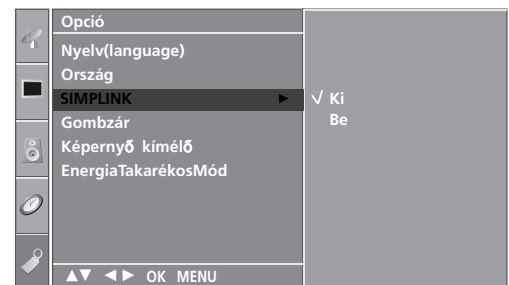 Opció
Nyelv(language)
Ország
SIMPLINK ►
√ Ki
Gombzár
Be
Képernyő kímélő
EnergiaTakarékosMód
▲▼ ◄► OK MENU